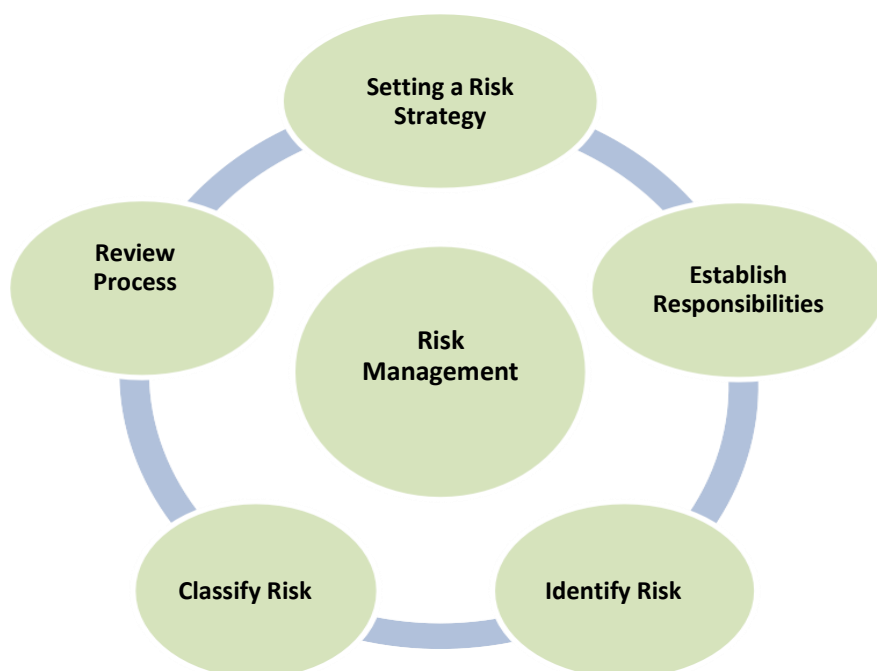 Setting a Risk
Strategy
Establish
Responsibilities
Identify Risk
Classify Risk
Review
Process
Risk
Management